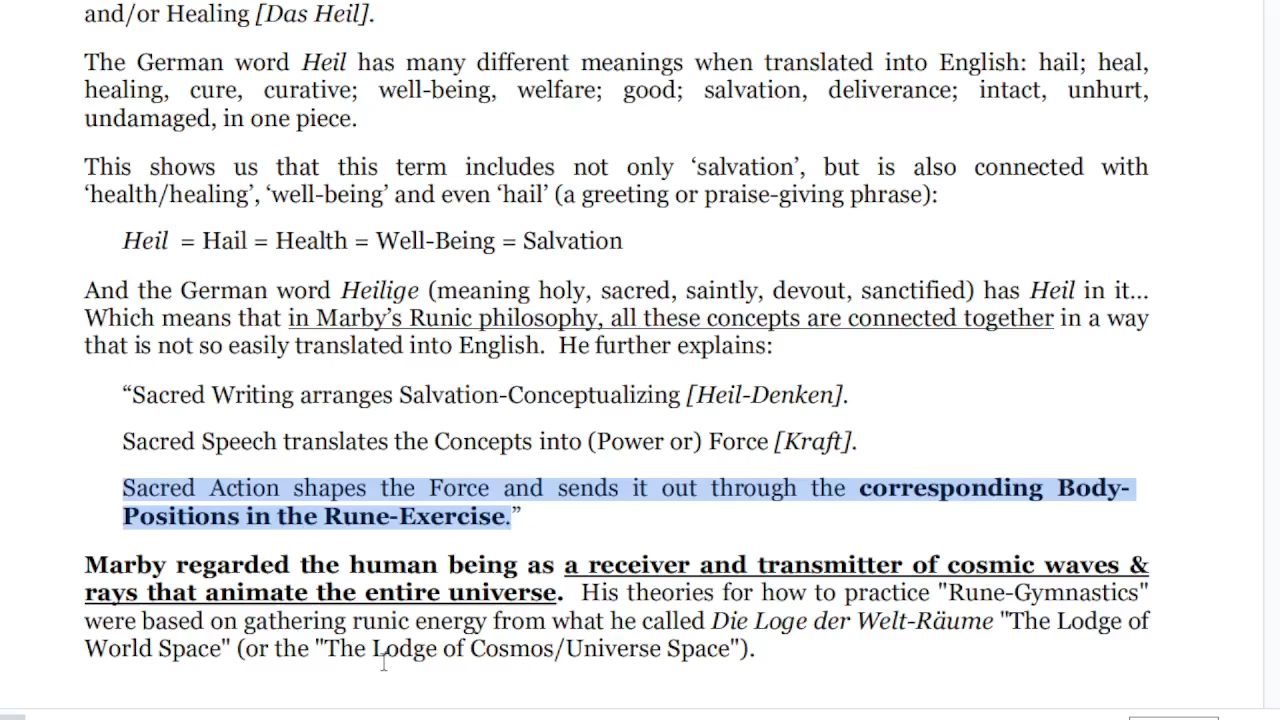 and/or Healing [Das Heil].
The German word Heil has many different meanings when translated into English: hail; heal,
healing, cure, curative; well-being, welfare; good; salvation, deliverance; intact, unhurt,
undamaged, in one piece.
This shows us that this term includes not only ‘salvation’, but is also connected with
‘health/healing’, ‘well-being’ and even ‘hail’ (a greeting or praise-giving phrase):
Heil = Hail = Health = Well-Being = Salvation
And the German word Heilige (meaning holy, sacred, saintly, devout, sanctified) has Heil in it…
Which means that in Marby’s Runic philosophy, all these concepts are connected together in a way
that is not so easily translated into English. He further explains:
“Sacred Writing arranges Salvation-Conceptualizing [Heil-Denken].
Sacred Speech translates the Concepts into (Power or) Force [Kraft].
Sacred Action shapes the Force and sends it out through the corresponding Body-
Positions in the Rune-Exercise.”
Marby regarded the human being as a receiver and transmitter of cosmic waves &
rays that animate the entire universe. His theories for how to practice "Rune-Gymnastics"
were based on gathering runic energy from what he called Die Loge der Welt-Räume "The Lodge of
World Space" (or the "The Lodge of Cosmos/Universe Space").